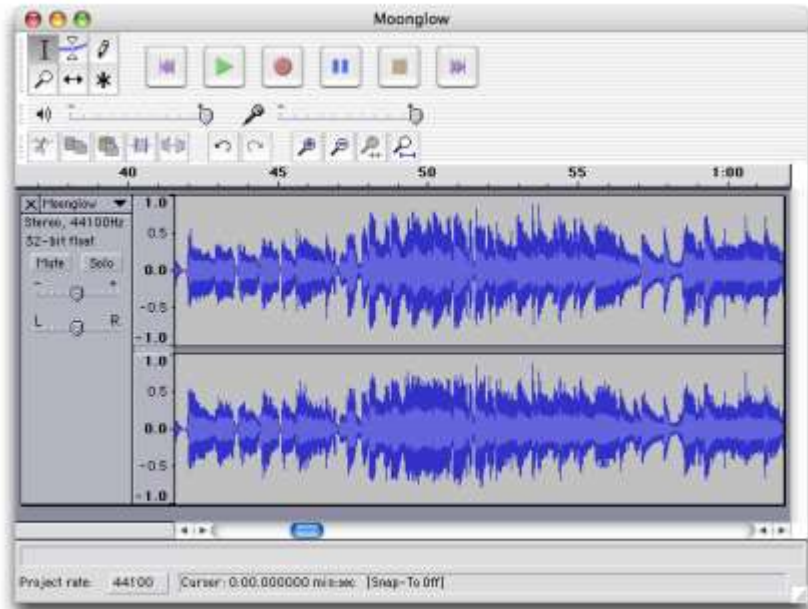 Moonglow
40 45 50 55 1:00
X Moonglow
Stereo, 44100Hz
32-bit float
Mute Solo
- +
L R
1.0
0.5
0.0
-0.5
-1.0
1.0
0.5
0.0
-0.5
-1.0
Project rate: 44100 Cursor: 0:00.000000 min:sec [Snap-To Off]